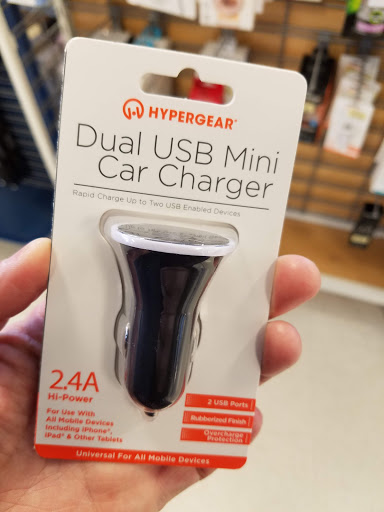 HYPERGEAR
Dual USB Mini
Car Charger
Rapid Charge Up to Two USB Enabled Devices
2.4A
Hi-Power
For Use With
All Mobile Devices
Including iPhone®,
iPad® & Other Tablets
2 USB Ports
Rubberized Finish
Overcharge
Protection
Universal For All Mobile Devices